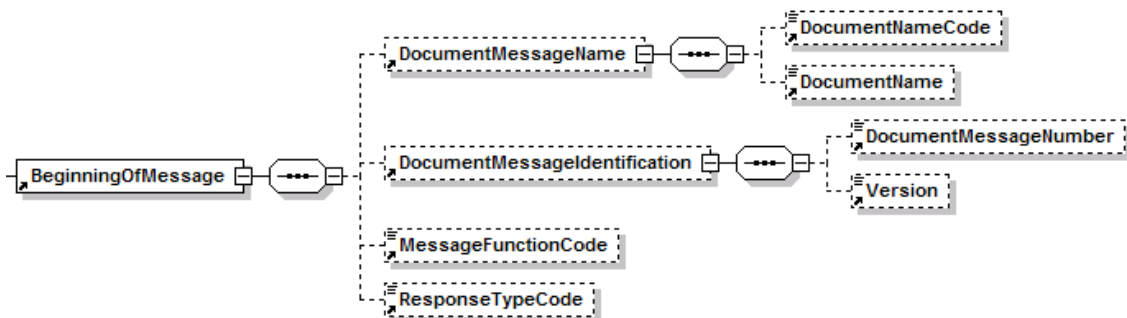 BeginningOfMessage
DocumentMessageName
DocumentNameCode
DocumentName
DocumentMessageIdentification
DocumentMessageNumber
Version
MessageFunctionCode
ResponseTypeCode